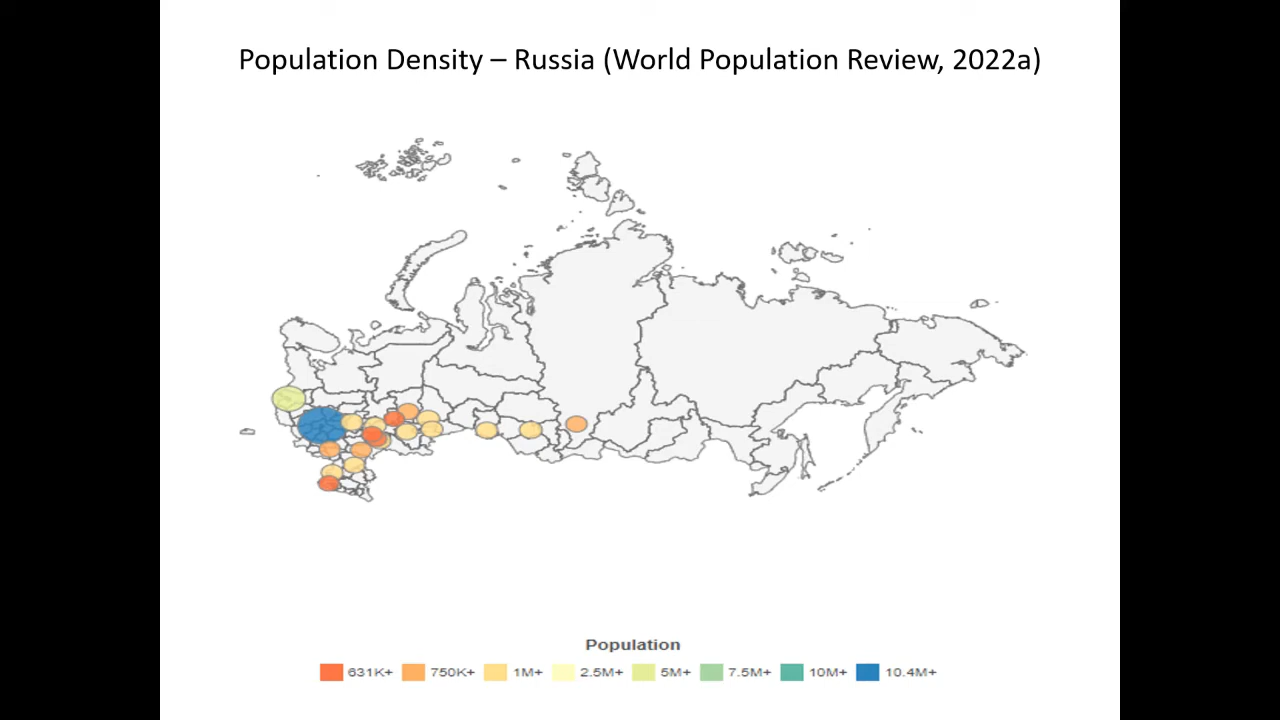 Population Density – Russia (World Population Review, 2022a)
Population
631K+ 750K+ 1M+ 2.5M+ 5M+ 7.5M+ 10M+ 10.4M+